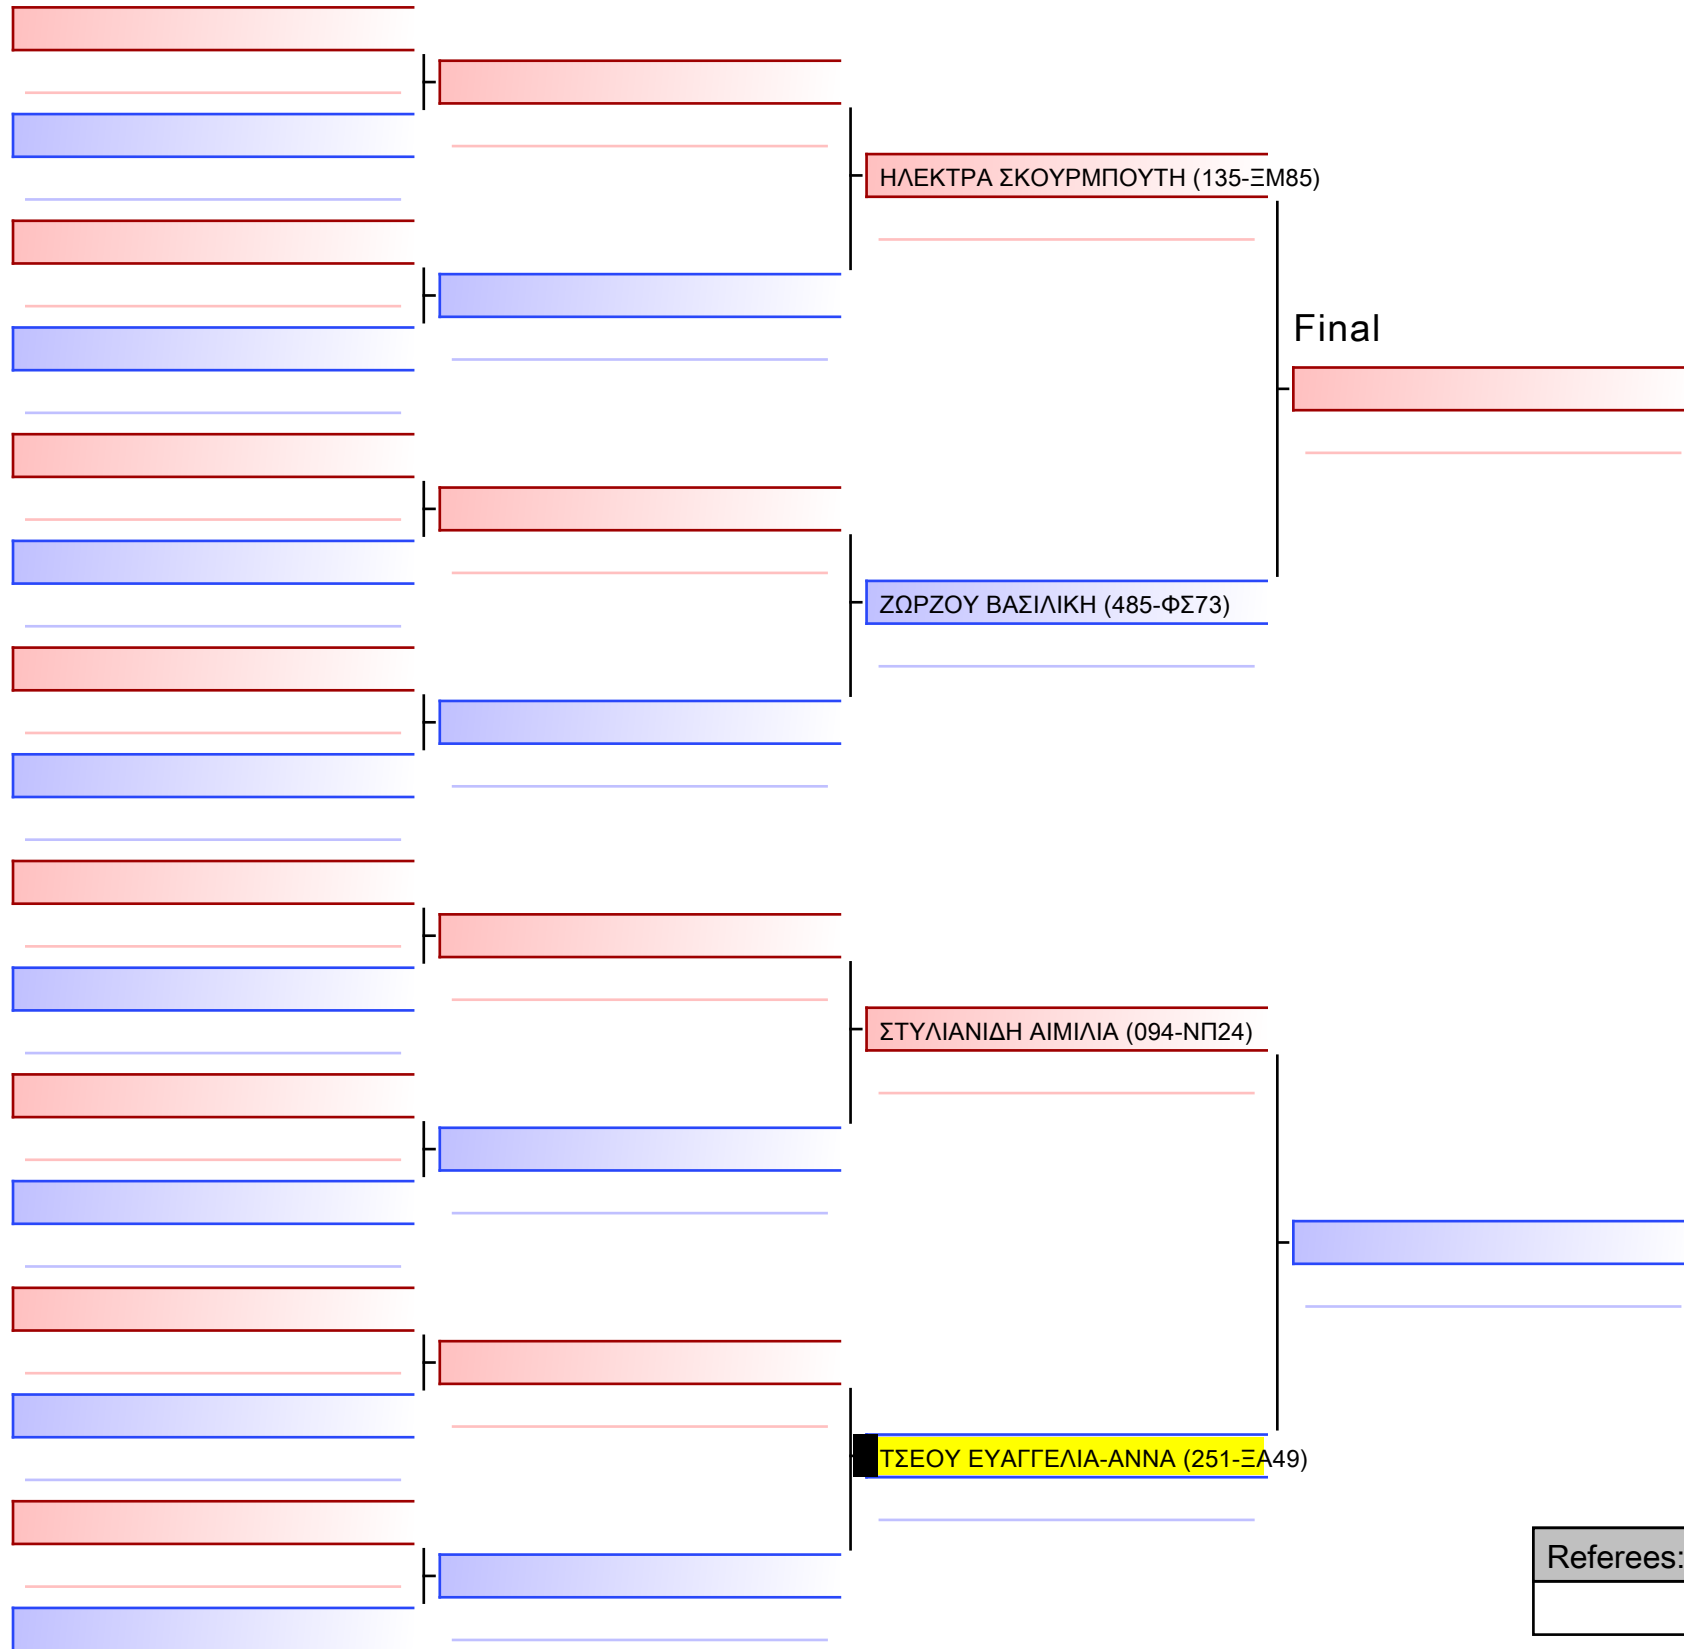 ΗΛΕΚΤΡΑ ΣΚΟΥΡΜΠΟΥΤΗ (135-ΞΜ85)
Final
ΖΩΡΖΟΥ ΒΑΣΙΛΙΚΗ (485-ΦΣ73)
ΣΤΥΛΙΑΝΙΔΗ ΑΙΜΙΛΙΑ (094-ΝΠ24)
ΤΣΕΟΥ ΕΥΑΓΓΕΛΙΑ-ΑΝΝΑ (251-ΞΑ49)
Referees: